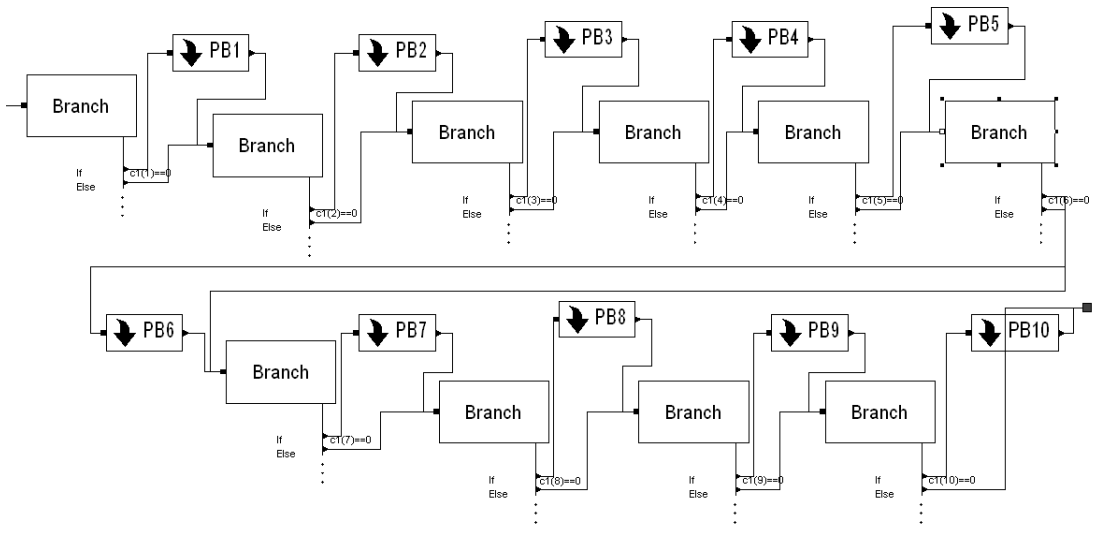 PB1
PB2
PB3
PB4
PB5
Branch
Branch
Branch
Branch
Branch
Branch
If c1(1)==0
Else
If c1(2)==0
Else
If c1(3)==0
Else
If c1(4)==0
Else
If c1(5)==0
Else
If c1(6)==0
Else
PB6
PB7
PB8
PB9
PB10
Branch
Branch
Branch
Branch
If c1(7)==0
Else
If c1(8)==0
Else
If c1(9)==0
Else
If c1(10)==0
Else